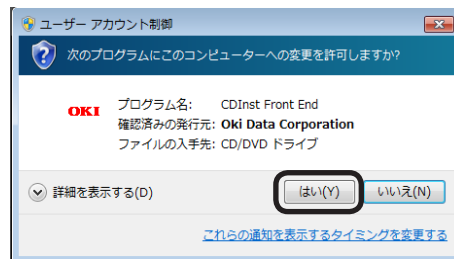 ユーザー アカウント制御
次のプログラムにこのコンピューターへの変更を許可しますか?
OKI
プログラム名: CDInst Front End
確認済みの発行元: Oki Data Corporation
ファイルの入手先: CD/DVD ドライブ
詳細を表示する(D)
はい(Y)
いいえ(N)
これらの通知を表示するタイミングを変更する